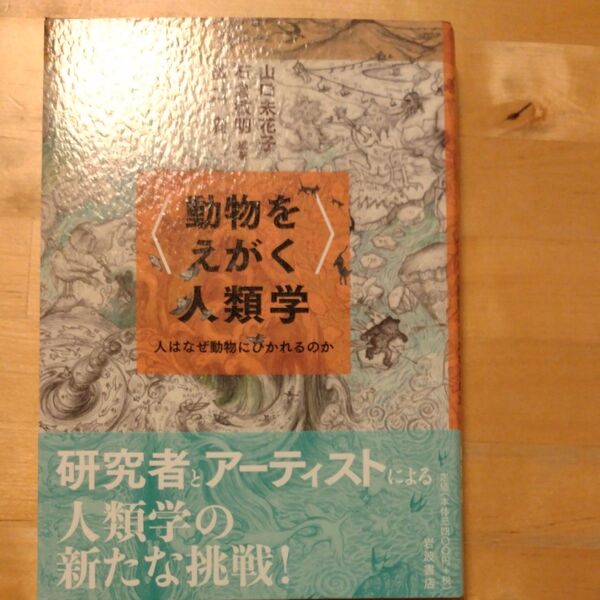 山口未花子
石倉敏明
〈動物を
えがく〉
人類学
人はなぜ動物にひかれるのか
研究者とアーティストによる
人類学の
新たな挑戦!
岩波書店